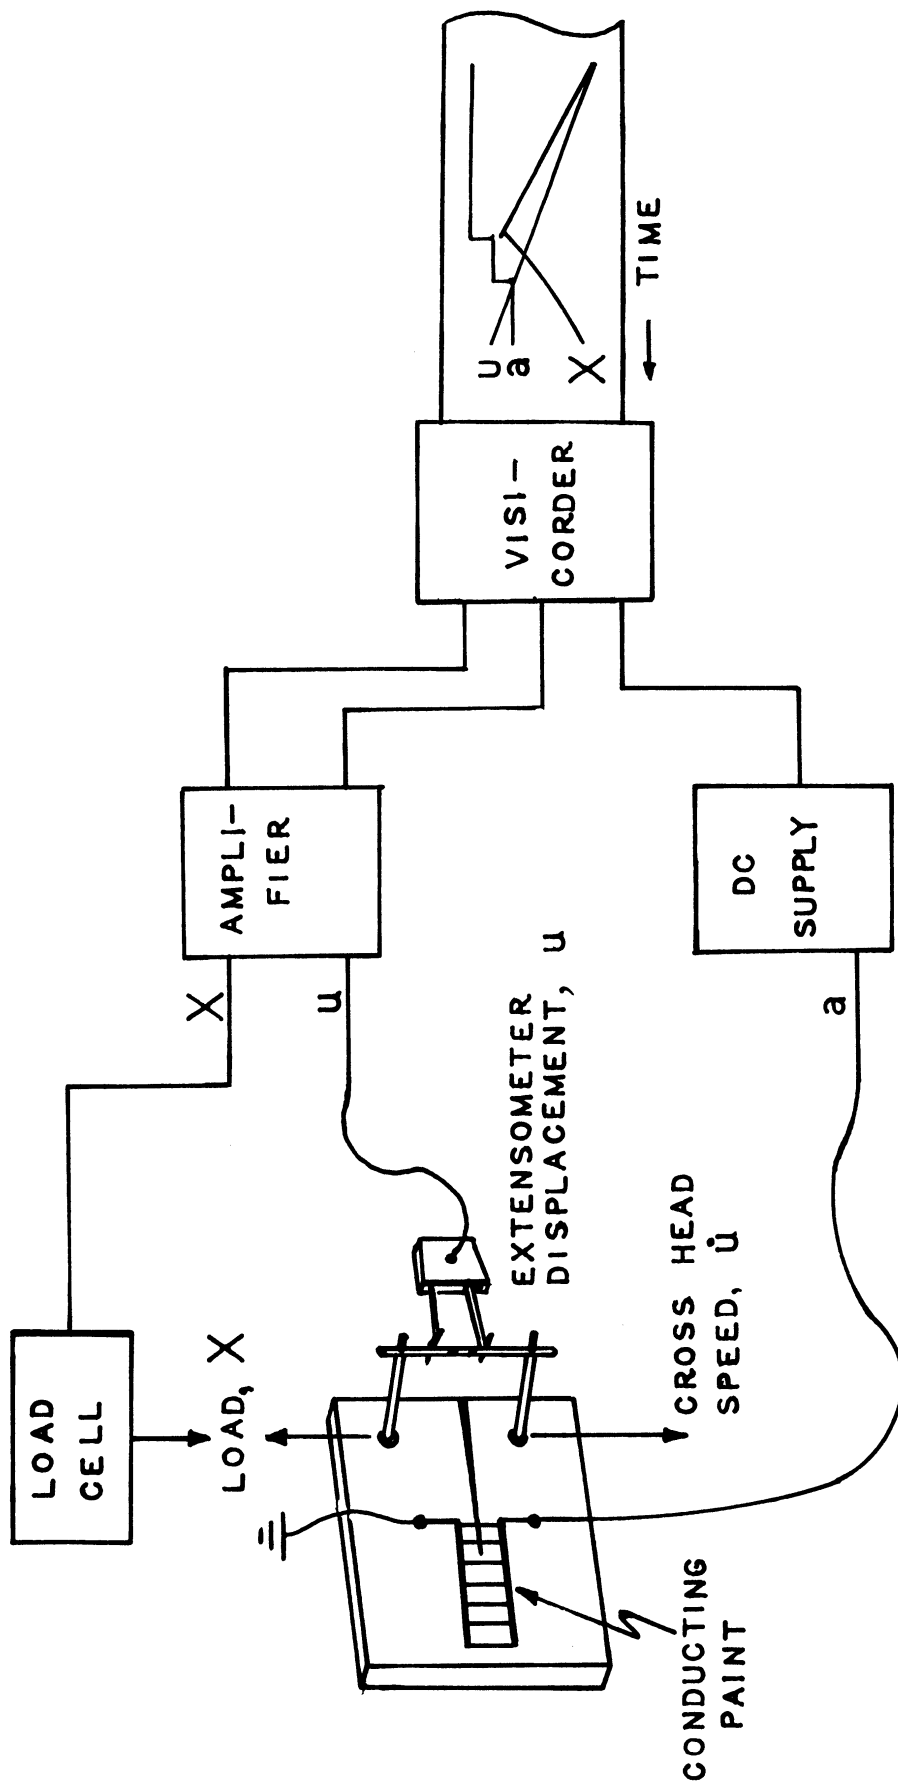 LOAD
CELL
LOAD, X
X
u
AMPLI-
FIER
EXTENSOMETER
DISPLACEMENT, u
CROSS HEAD
SPEED, u̇
CONDUCTING
PAINT
a
DC
SUPPLY
VISI-
CORDER
u
a
X
← TIME